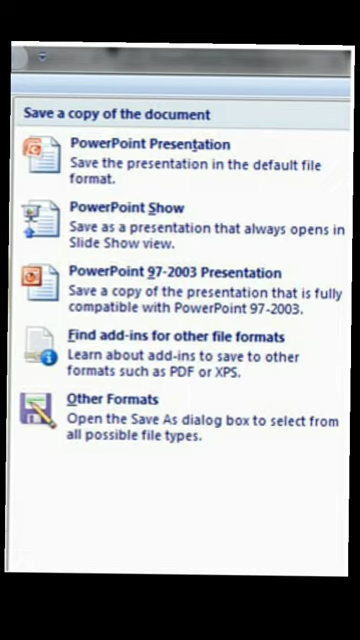 Save a copy of the document
PowerPoint Presentation
Save the presentation in the default file
format.
PowerPoint Show
Save as a presentation that always opens in
Slide Show view.
PowerPoint 97-2003 Presentation
Save a copy of the presentation that is fully
compatible with PowerPoint 97-2003.
Find add-ins for other file formats
Learn about add-ins to save to other
formats such as PDF or XPS.
Other Formats
Open the Save As dialog box to select from
all possible file types.